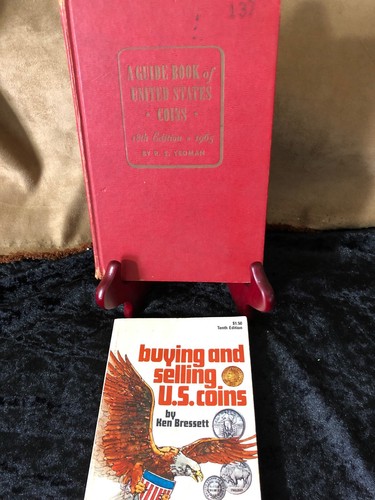 137
A GUIDE BOOK of
UNITED STATES
• COINS •
18th Edition • 1965
BY R. S. YEOMAN
$1.50
Tenth Edition
buying and
selling
U.S. coins
by
Ken Bressett